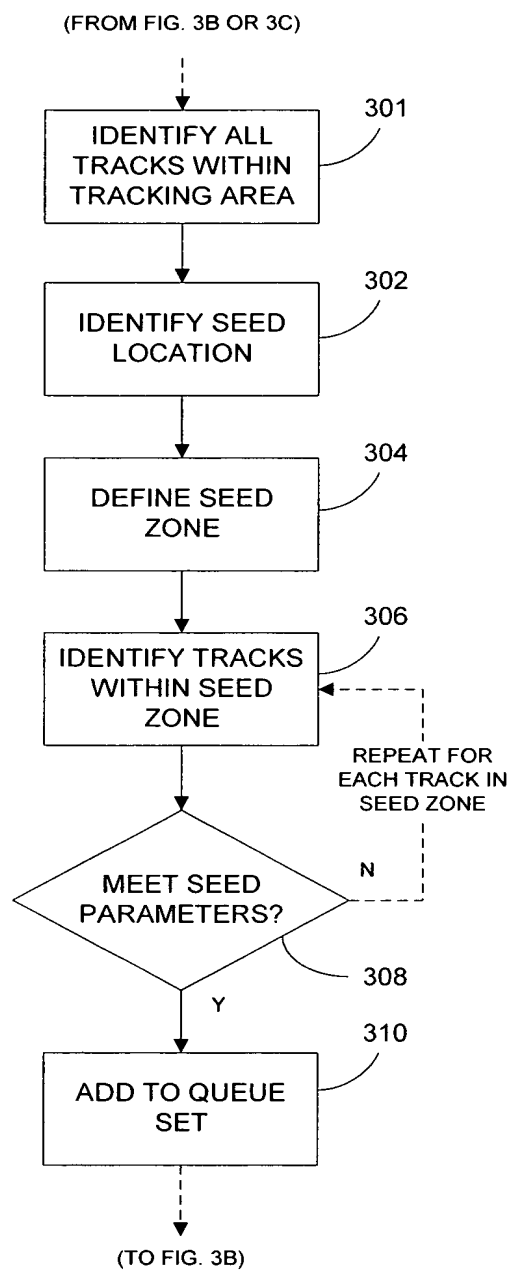 (FROM FIG. 3B OR 3C)
301
IDENTIFY ALL
TRACKS WITHIN
TRACKING AREA
302
IDENTIFY SEED
LOCATION
304
DEFINE SEED
ZONE
306
IDENTIFY TRACKS
WITHIN SEED
ZONE
REPEAT FOR
EACH TRACK IN
SEED ZONE
N
MEET SEED
PARAMETERS?
308
Y
310
ADD TO QUEUE
SET
(TO FIG. 3B)